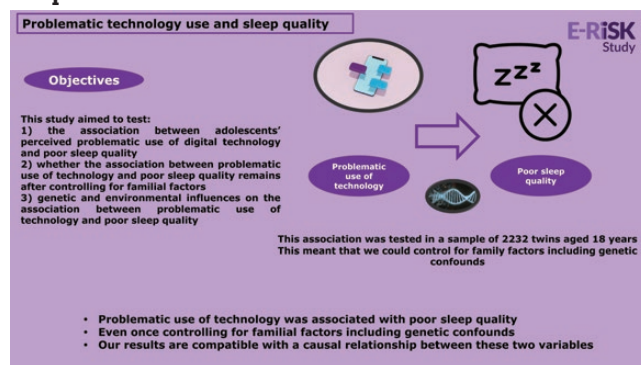 Problematic technology use and sleep quality
E-RiSK
Study
Objectives
This study aimed to test:
1) the association between adolescents'
perceived problematic use of digital technology
and poor sleep quality
2) whether the association between problematic
use of technology and poor sleep quality remains
after controlling for familial factors
3) genetic and environmental influences on the
association between problematic use of
technology and poor sleep quality
zzz
Problematic
use of
technology
Poor sleep
quality
This association was tested in a sample of 2232 twins aged 18 years
This meant that we could control for family factors including genetic
confounds
• Problematic use of technology was associated with poor sleep quality
• Even once controlling for familial factors including genetic confounds
• Our results are compatible with a causal relationship between these two variables